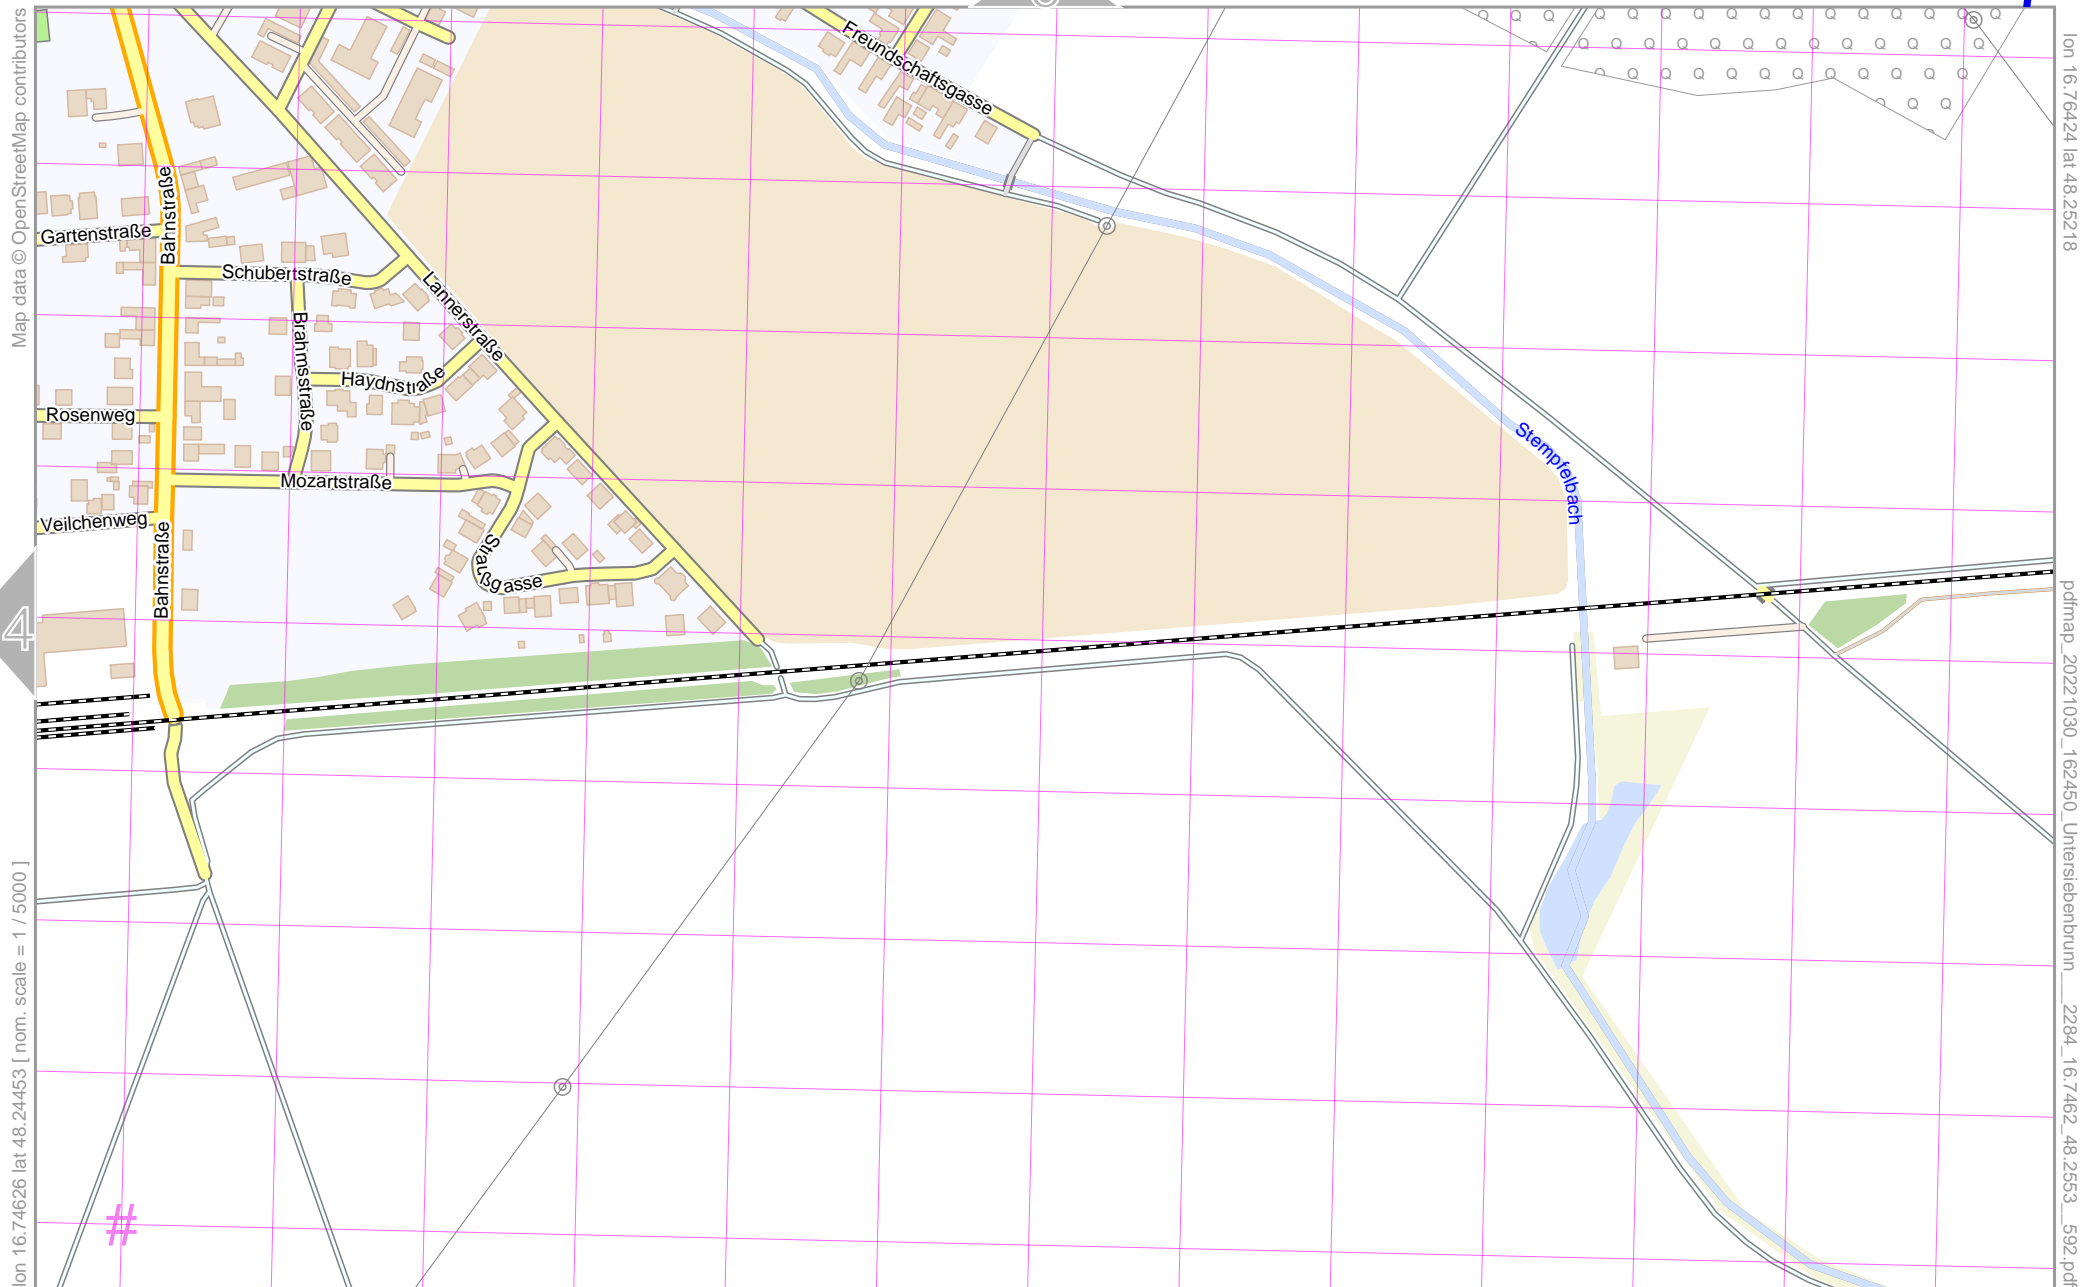 Map data © OpenStreetMap contributors
lon 16.76424 lat 48.25218
Freundschaftsgasse
Bahnstraße
Gartenstraße
Schubertstraße
Lannerstraße
Brahmsstraße
Haydnstraße
Rosenweg
Mozartstraße
Stempfelbach
Veilchenweg
Bahnstraße
Straußgasse
4
pdfmap_20221030_162450_Untersiebenbrunn___2284_16.7462_48.2553__592.pdf
lon 16.74626 lat 48.24453 [ nom. scale = 1 / 5000 ]
#